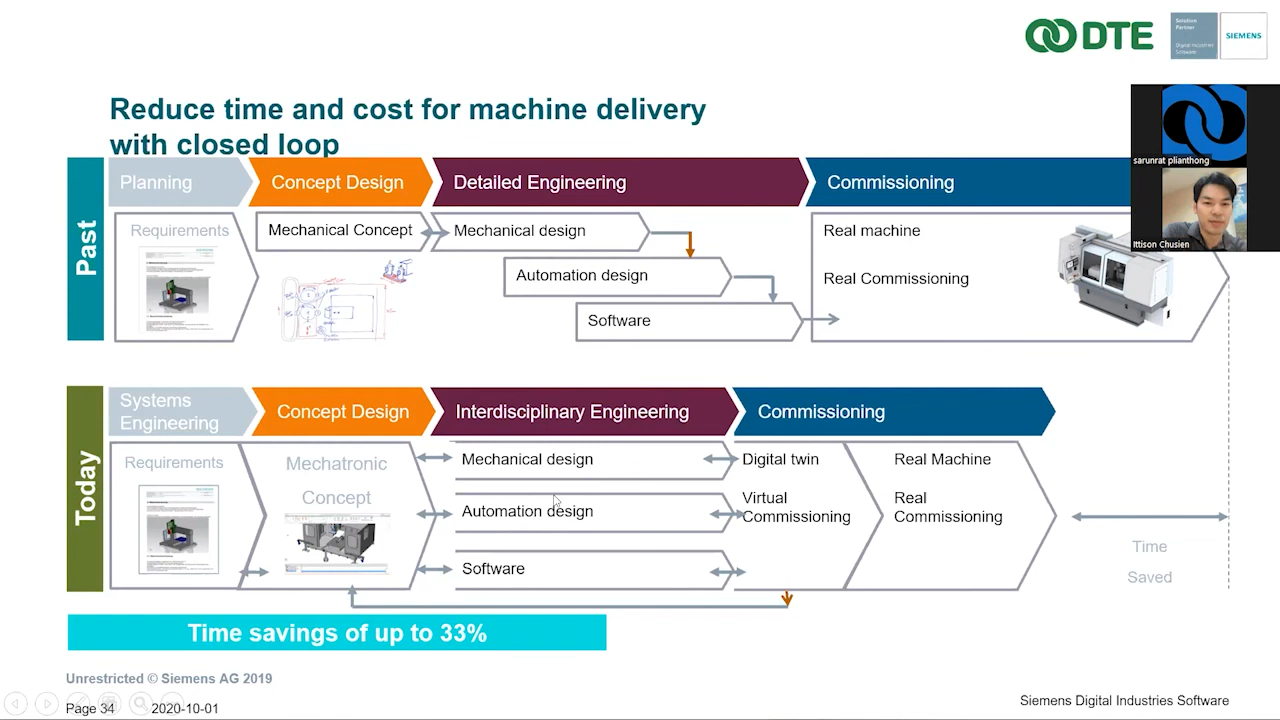 DTE
Solution
Partner
Digital Industries
Software
SIEMENS
Reduce time and cost for machine delivery
with closed loop
sarunrat plianthong
Ittison Chusien
Past
Planning
Concept Design
Detailed Engineering
Commissioning
Requirements
Mechanical Concept
Mechanical design
Real machine
Automation design
Real Commissioning
Software
Today
Systems
Engineering
Concept Design
Interdisciplinary Engineering
Commissioning
Requirements
Mechatronic
Concept
Mechanical design
Automation design
Software
Digital twin
Virtual
Commissioning
Real Machine
Real
Commissioning
Time
Saved
Time savings of up to 33%
Unrestricted © Siemens AG 2019
Page 34
2020-10-01
Siemens Digital Industries Software